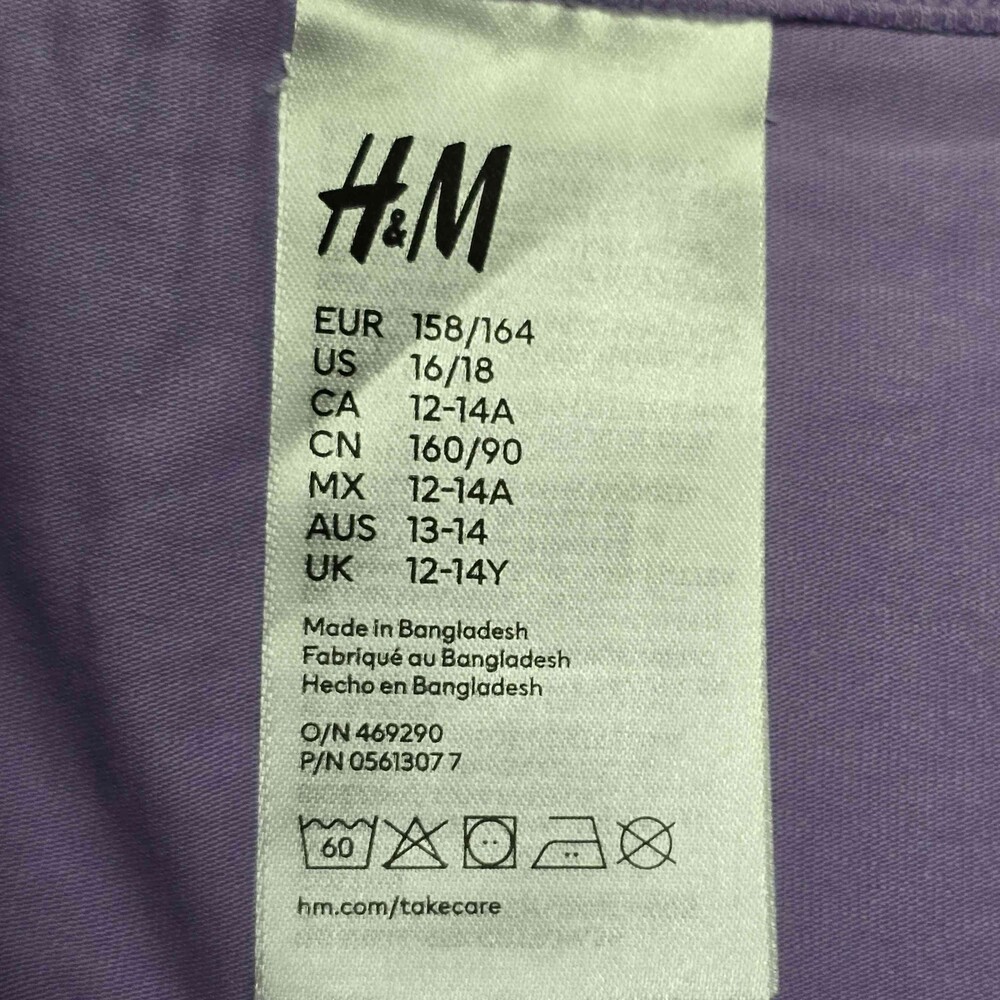 H&M
EUR 158/164
US 16/18
CA 12-14A
CN 160/90
MX 12-14A
AUS 13-14
UK 12-14Y
Made in Bangladesh
Fabriqué au Bangladesh
Hecho en Bangladesh
O/N 469290
P/N 0561307 7
60
hm.com/takecare